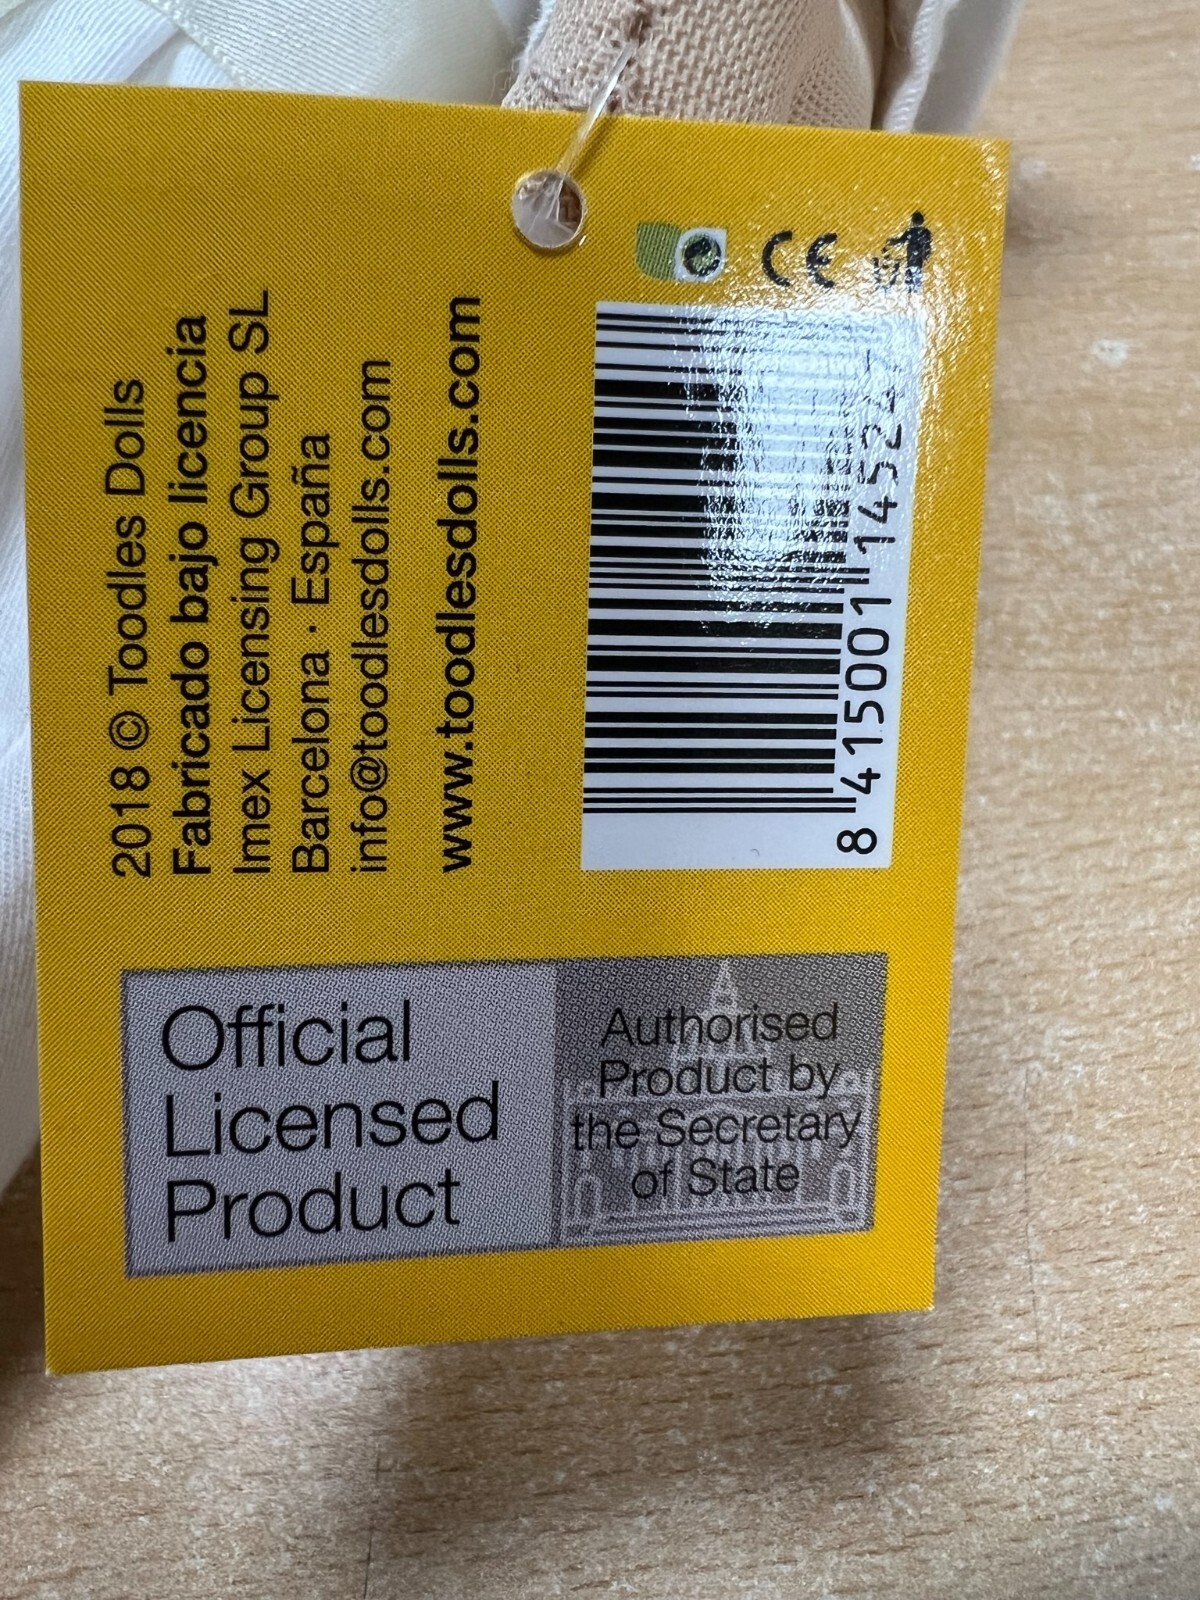 2018 © Toodles Dolls
Fabricado bajo licencia
Imex Licensing Group SL
Barcelona · España
info@toodlesdolls.com
www.toodlesdolls.com
CE
8 415001
Official
Licensed
Product
Authorised
Product by
the Secretary
of State